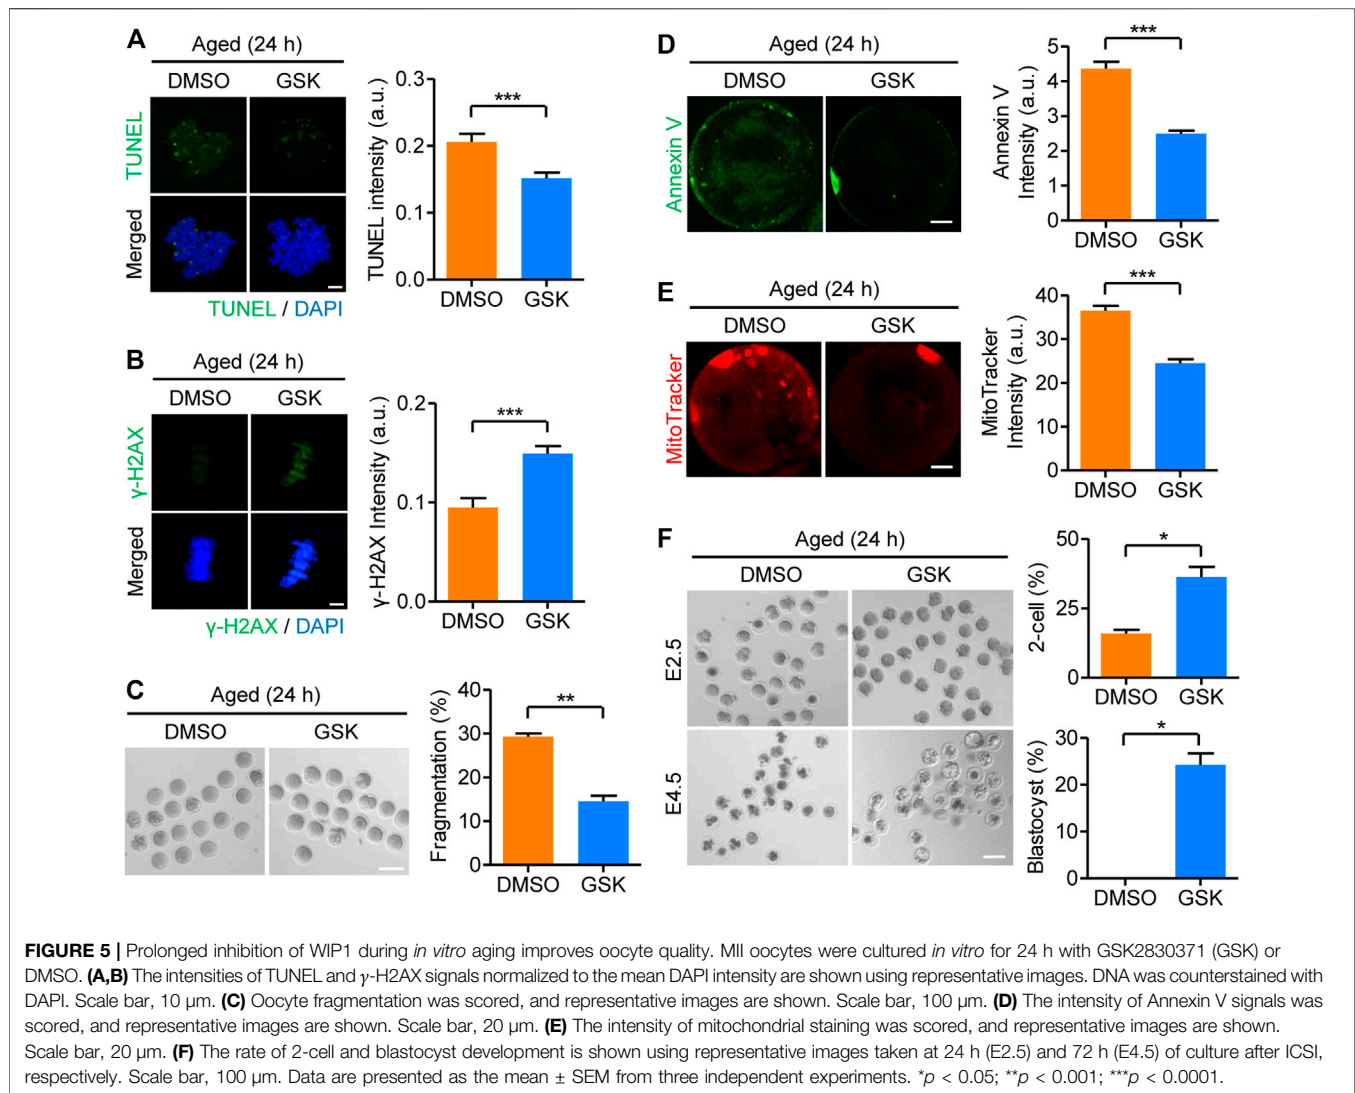 A
Aged (24 h)
DMSO GSK
TUNEL
Merged
TUNEL / DAPI
TUNEL intensity (a.u.)
0.3
0.2
0.1
0.0
***
DMSO GSK
B
Aged (24 h)
DMSO GSK
γ-H2AX
Merged
γ-H2AX / DAPI
γ-H2AX Intensity (a.u.)
0.2
0.1
0.0
***
DMSO GSK
C
Aged (24 h)
DMSO GSK
Fragmentation (%)
40
30
20
10
0
**
DMSO GSK
D
Aged (24 h)
DMSO GSK
Annexin V
Annexin V
Intensity (a.u.)
5
4
3
2
1
0
***
DMSO GSK
E
Aged (24 h)
DMSO GSK
MitoTracker
MitoTracker
Intensity (a.u.)
40
30
20
10
0
***
DMSO GSK
F
Aged (24 h)
DMSO GSK
E2.5
E4.5
2-cell (%)
50
25
0
*
DMSO GSK
Blastocyst (%)
30
20
10
0
*
DMSO GSK
FIGURE 5 | Prolonged inhibition of WIP1 during in vitro aging improves oocyte quality. MII oocytes were cultured in vitro for 24 h with GSK2830371 (GSK) or
DMSO. (A,B) The intensities of TUNEL and γ-H2AX signals normalized to the mean DAPI intensity are shown using representative images. DNA was counterstained with
DAPI. Scale bar, 10 μm. (C) Oocyte fragmentation was scored, and representative images are shown. Scale bar, 100 μm. (D) The intensity of Annexin V signals was
scored, and representative images are shown. Scale bar, 20 μm. (E) The intensity of mitochondrial staining was scored, and representative images are shown.
Scale bar, 20 μm. (F) The rate of 2-cell and blastocyst development is shown using representative images taken at 24 h (E2.5) and 72 h (E4.5) of culture after ICSI,
respectively. Scale bar, 100 μm. Data are presented as the mean ± SEM from three independent experiments. *p < 0.05; **p < 0.001; ***p < 0.0001.